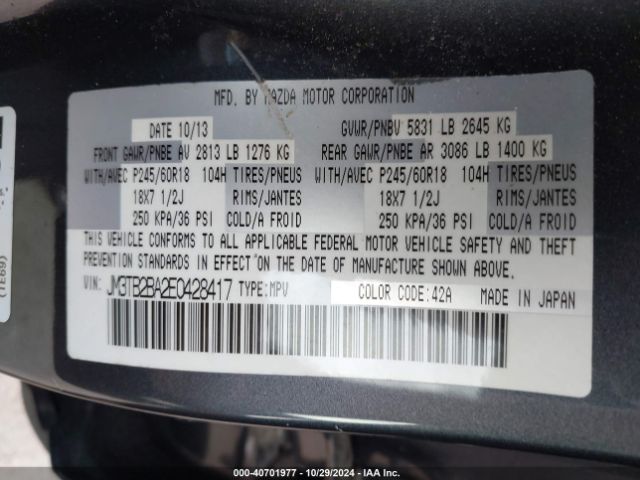 MFD. BY MAZDA MOTOR CORPORATION
DATE 10/13 GVWR/PNBV 5831 LB 2645 KG
FRONT GAWR/PNBE AV 2813 LB 1276 KG REAR GAWR/PNBE AR 3086 LB 1400 KG
WITH/AVEC P245/60R18 104H TIRES/PNEUS WITH/AVEC P245/60R18 104H TIRES/PNEUS
18X7 1/2J RIMS/JANTES 18X7 1/2J RIMS/JANTES
250 KPA/36 PSI COLD/A FROID 250 KPA/36 PSI COLD/A FROID
THIS VEHICLE CONFORMS TO ALL APPLICABLE FEDERAL MOTOR VEHICLE SAFETY AND THEFT
PREVENTION STANDARDS IN EFFECT ON THE DATE OF MANUFACTURE SHOWN ABOVE.
VIN: JM3TB2BA2E0428417 TYPE:MPV COLOR CODE:42A MADE IN JAPAN
(TE69)
000-40701977 - 10/29/2024 - IAA Inc.